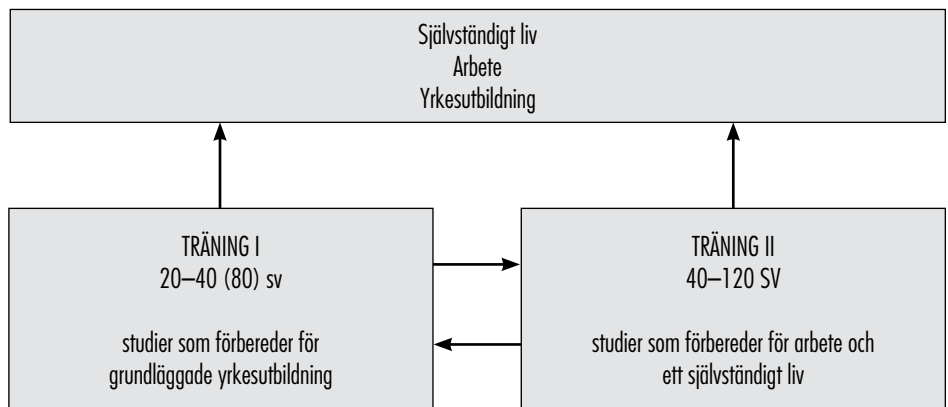 Självständigt liv
Arbete
Yrkesutbildning
TRÄNING I
20–40 (80) sv
studier som förbereder för
grundläggade yrkesutbildning
TRÄNING II
40–120 SV
studier som förbereder för arbete och
ett självständigt liv